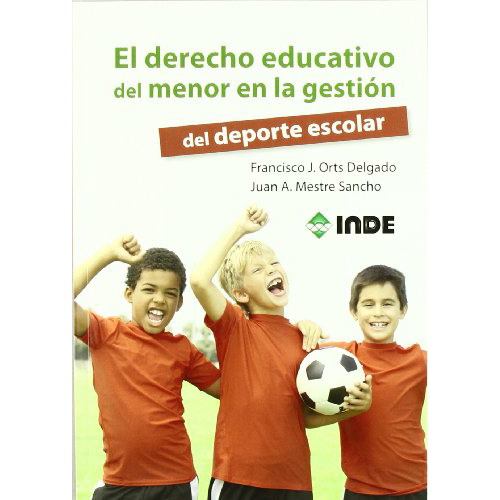 El derecho educativo
del menor en la gestión
del deporte escolar
Francisco J. Orts Delgado
Juan A. Mestre Sancho
INDE